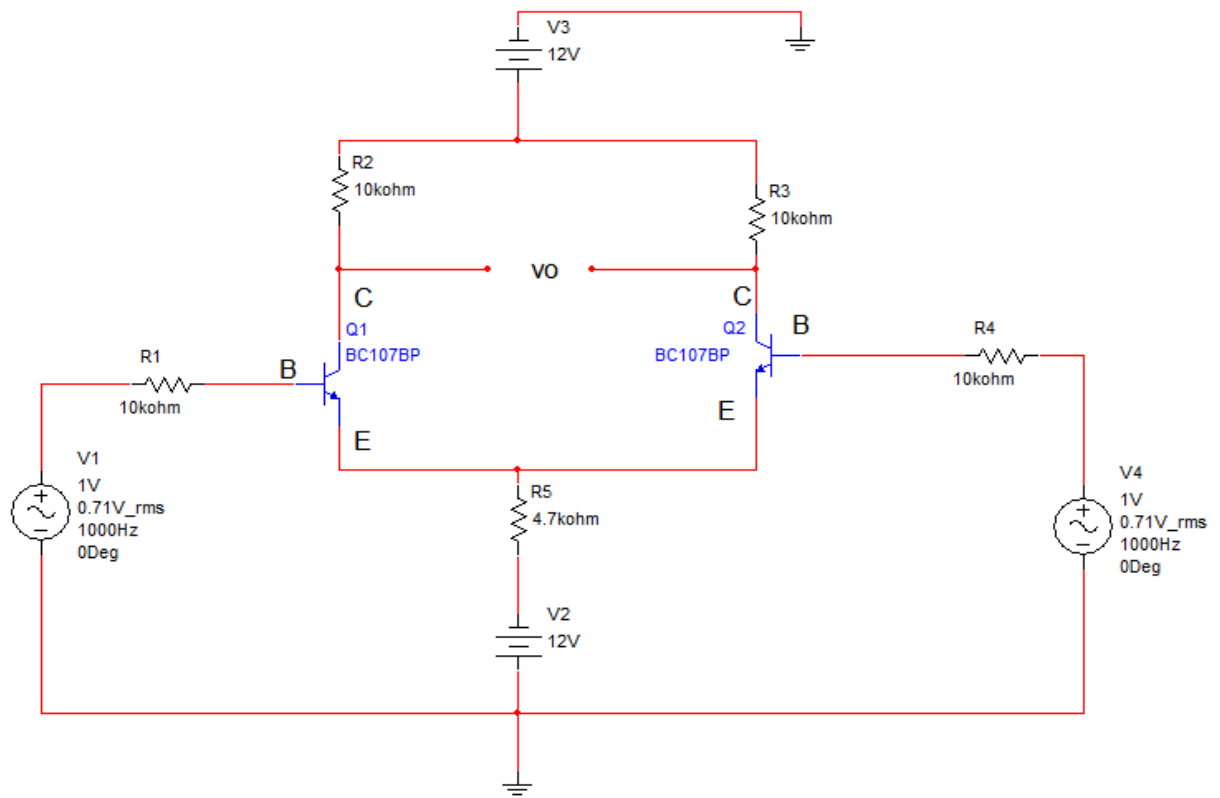 V3
12V
R2
10kohm
R3
10kohm
VO
C
C
Q1
BC107BP
Q2
BC107BP
B
R4
10kohm
R1
10kohm
B
E
E
V1
1V
0.71V_rms
1000Hz
0Deg
R5
4.7kohm
V4
1V
0.71V_rms
1000Hz
0Deg
V2
12V